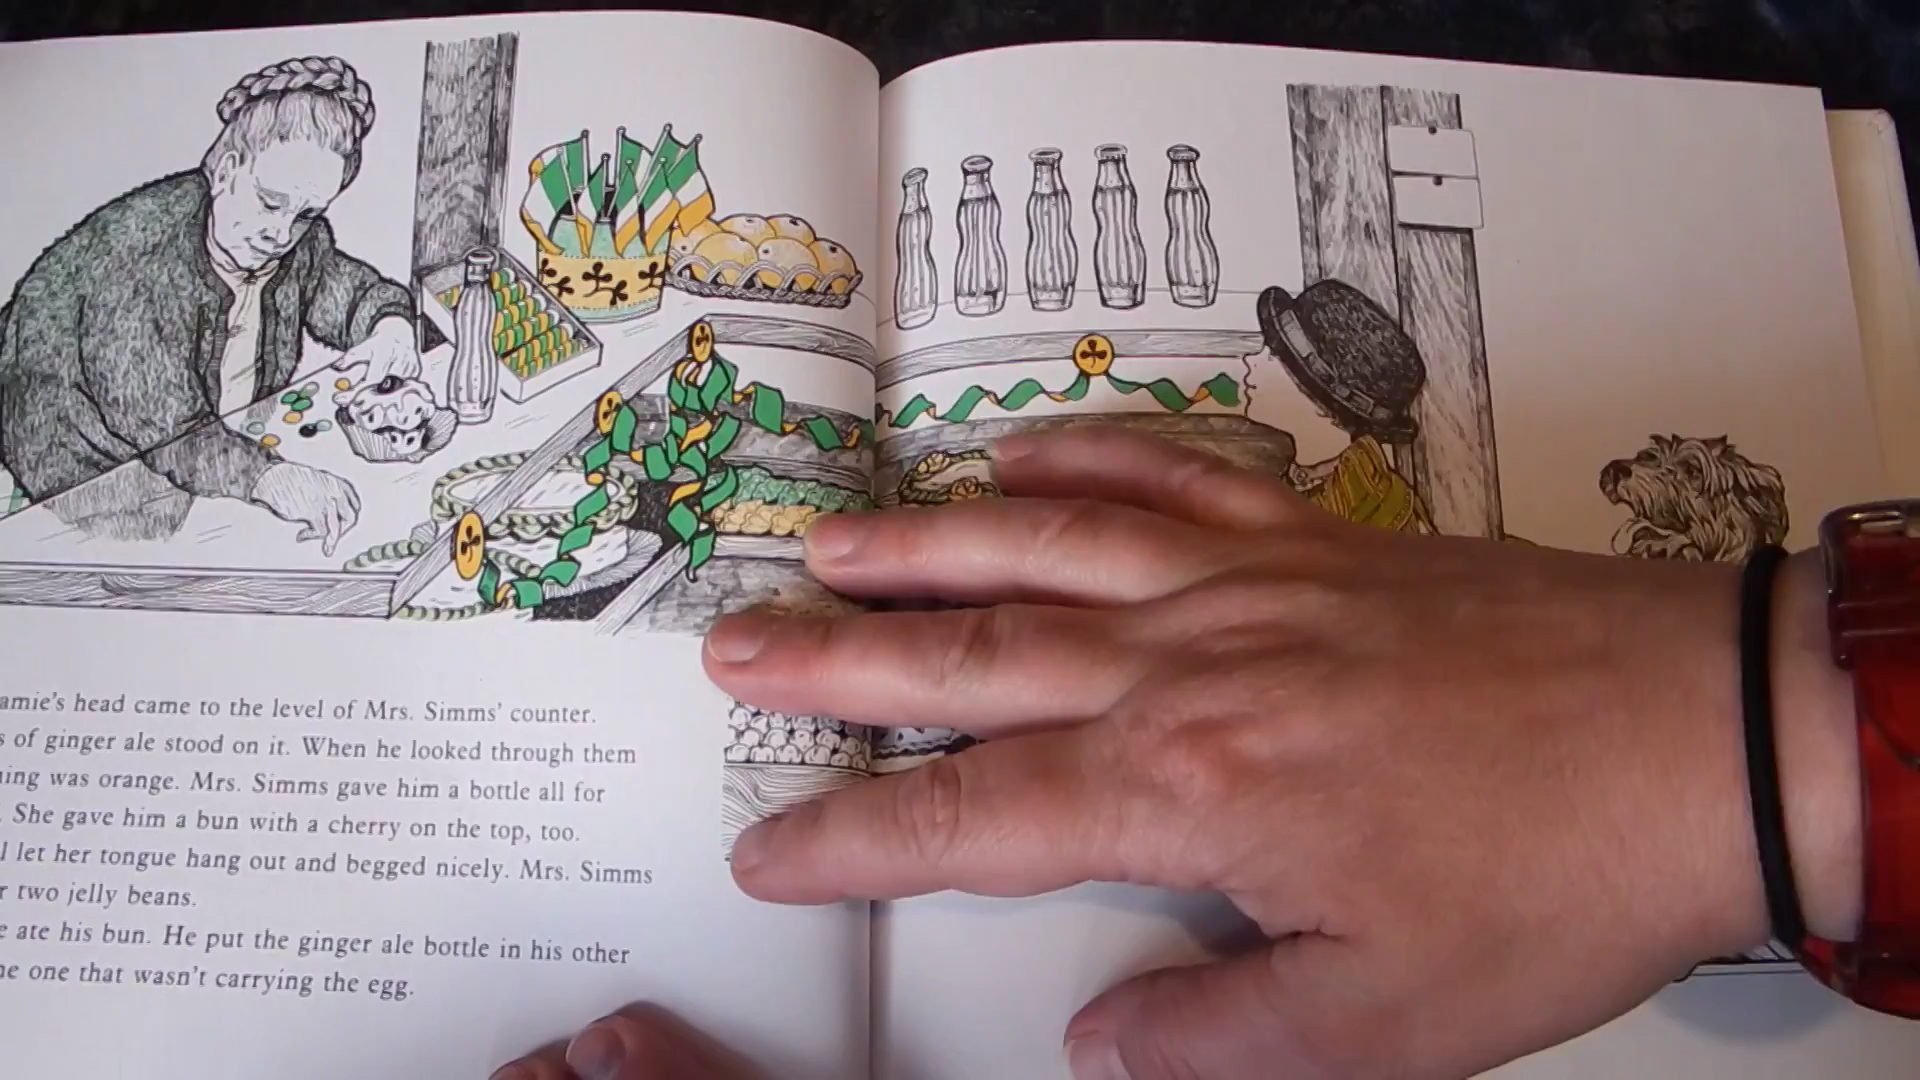 amie's head came to the level of Mrs. Simms' counter.
s of ginger ale stood on it. When he looked through them
ing was orange. Mrs. Simms gave him a bottle all for
. She gave him a bun with a cherry on the top, too.
l let her tongue hang out and begged nicely. Mrs. Simms
r two jelly beans.
e ate his bun. He put the ginger ale bottle in his other
he one that wasn't carrying the egg.